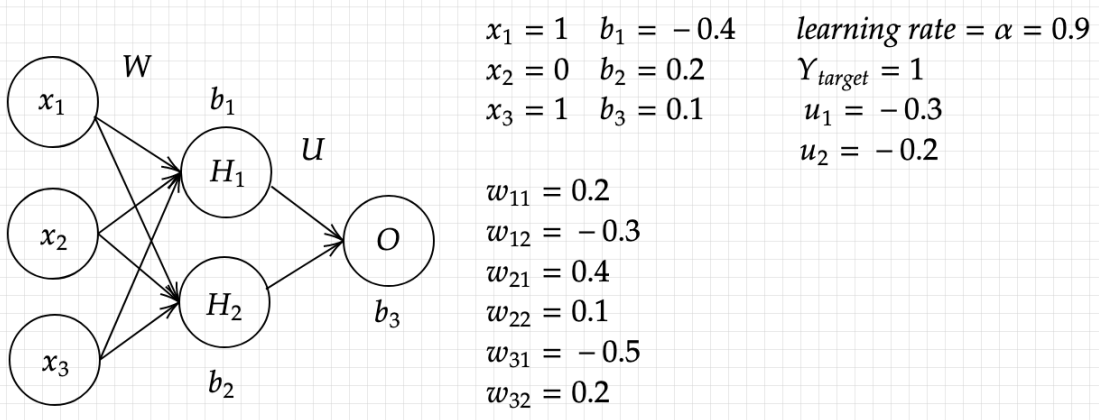 W
x₁
b₁
H₁
U
x₂
O
H₂
b₃
x₃
b₂
x₁ = 1 b₁ = − 0.4
x₂ = 0 b₂ = 0.2
x₃ = 1 b₃ = 0.1
w₁₁ = 0.2
w₁₂ = − 0.3
w₂₁ = 0.4
w₂₂ = 0.1
w₃₁ = − 0.5
w₃₂ = 0.2
learning rate = α = 0.9
Y_target = 1
u₁ = − 0.3
u₂ = − 0.2